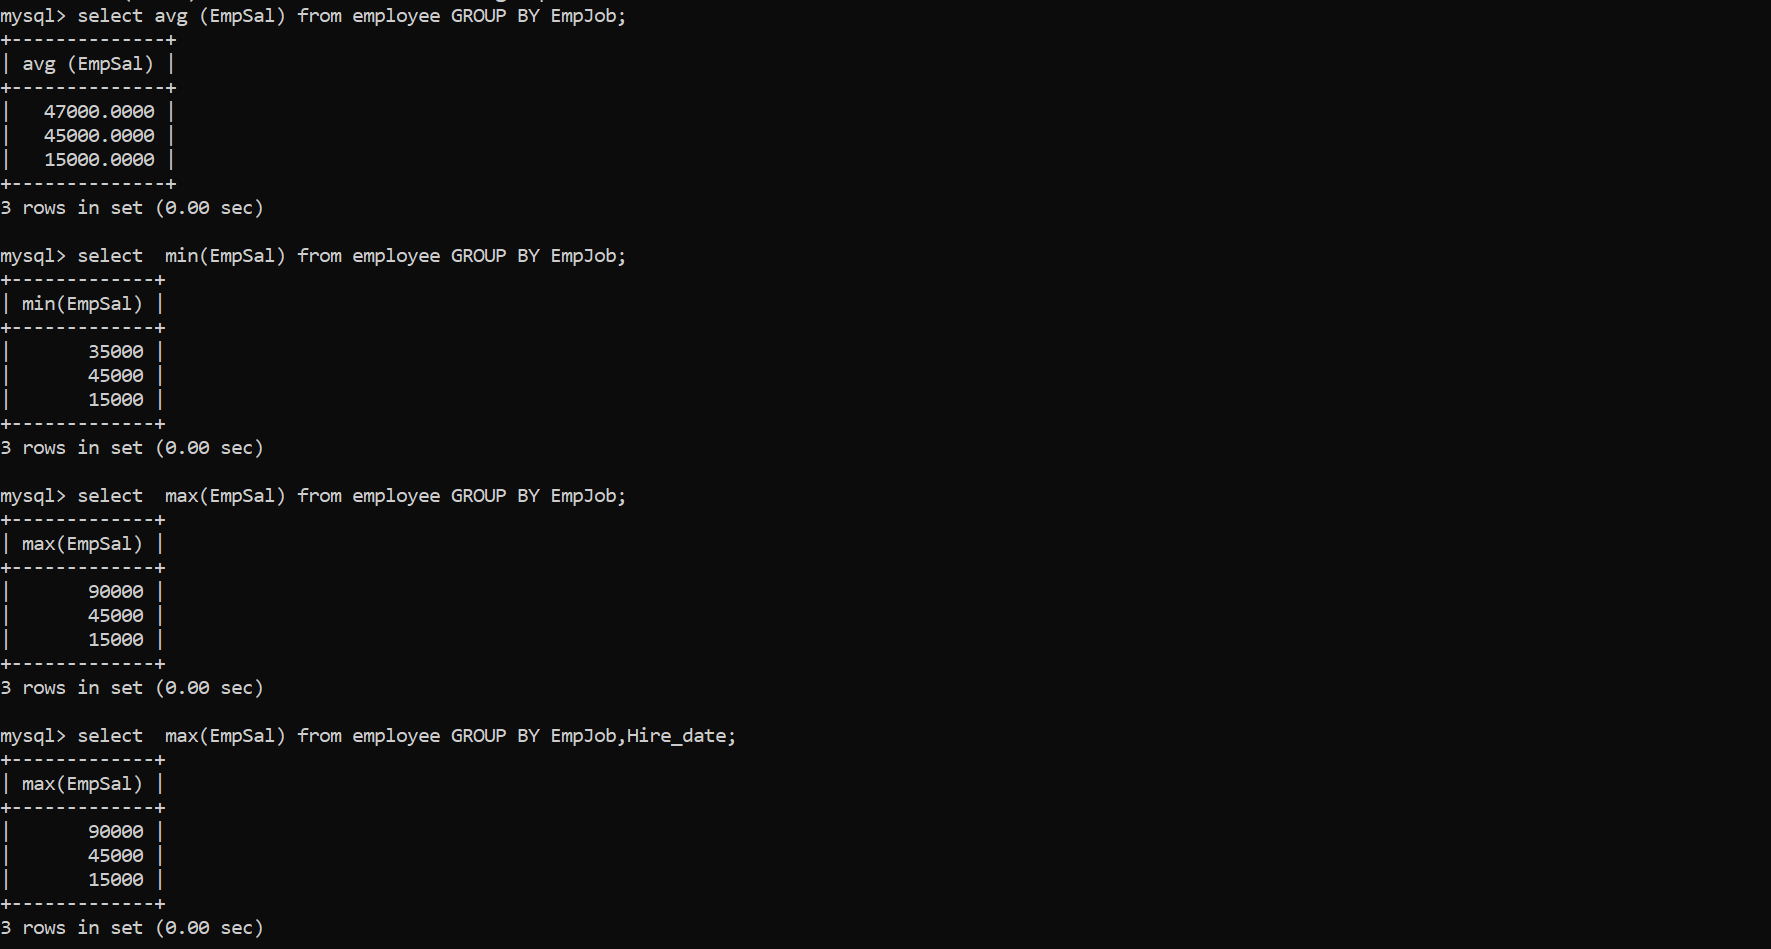 mysql> select avg (EmpSal) from employee GROUP BY EmpJob;
+--------------+
| avg (EmpSal) |
+--------------+
|   47000.0000 |
|   45000.0000 |
|   15000.0000 |
+--------------+
3 rows in set (0.00 sec)

mysql> select  min(EmpSal) from employee GROUP BY EmpJob;
+-------------+
| min(EmpSal) |
+-------------+
|       35000 |
|       45000 |
|       15000 |
+-------------+
3 rows in set (0.00 sec)

mysql> select  max(EmpSal) from employee GROUP BY EmpJob;
+-------------+
| max(EmpSal) |
+-------------+
|       90000 |
|       45000 |
|       15000 |
+-------------+
3 rows in set (0.00 sec)

mysql> select  max(EmpSal) from employee GROUP BY EmpJob,Hire_date;
+-------------+
| max(EmpSal) |
+-------------+
|       90000 |
|       45000 |
|       15000 |
+-------------+
3 rows in set (0.00 sec)